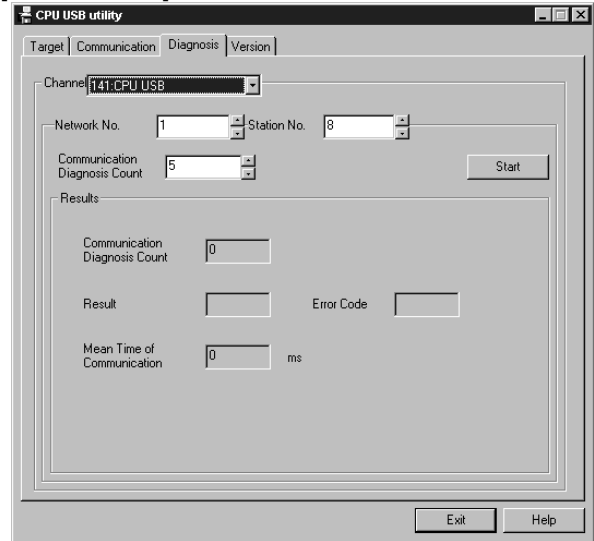 CPU USB utility
Target Communication Diagnosis Version
Channel 141:CPU USB
Network No. 1 Station No. 8
Communication
Diagnosis Count 5
Start
Results
Communication
Diagnosis Count 0
Result Error Code
Mean Time of
Communication 0 ms
Exit Help